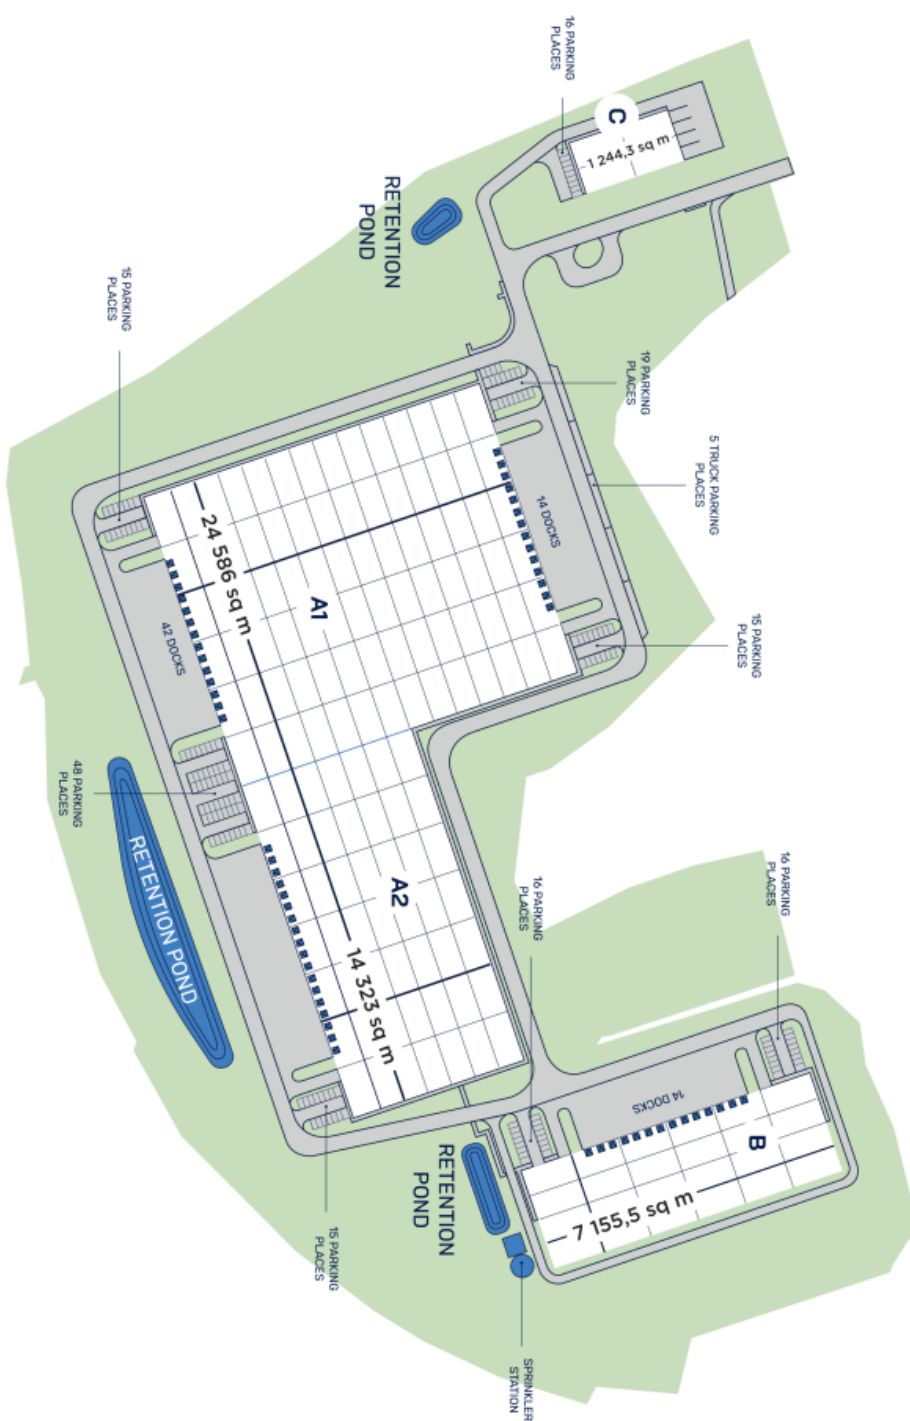 16 PARKING
PLACES
C
1 244,3 sq m
RETENTION
POND
15 PARKING
PLACES
19 PARKING
PLACES
5 TRUCK PARKING
PLACES
14 DOCKS
24 586 sq m
A1
42 DOCKS
15 PARKING
PLACES
48 PARKING
PLACES
RETENTION POND
A2
14 323 sq m
16 PARKING
PLACES
16 PARKING
PLACES
14 DOCKS
B
7 155,5 sq m
RETENTION
POND
15 PARKING
PLACES
SPRINKLER
STATION